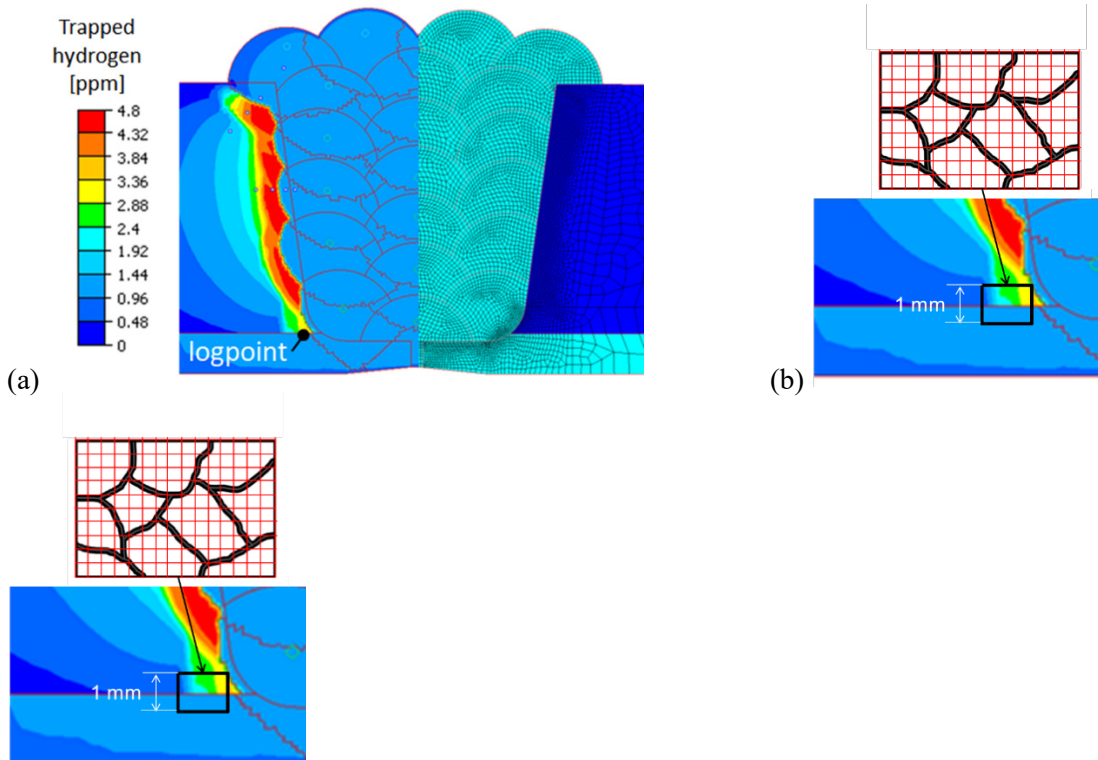 Trapped
hydrogen
[ppm]
4.8
4.32
3.84
3.36
2.88
2.4
1.92
1.44
0.96
0.48
0
logpoint
(a)
1 mm
(b)
1 mm